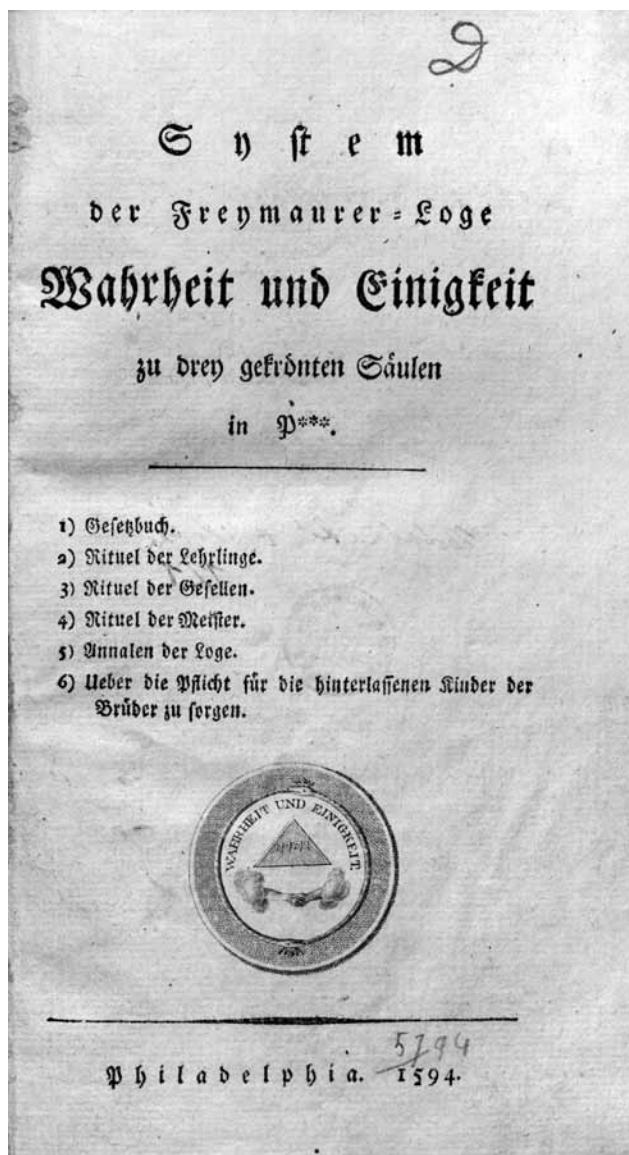 D
System
der Freymaurer-Loge
Wahrheit und Einigkeit
zu drey gekrönten Säulen
in P***.
1) Gesetzbuch.
2) Rituel der Lehrlinge.
3) Rituel der Gesellen.
4) Rituel der Meister.
5) Annalen der Loge.
6) Ueber die Pflicht für die hinterlassenen Kinder der
Brüder zu sorgen.
WAHRHEIT UND EINIGKEIT.
5794
Philadelphia. 1594.